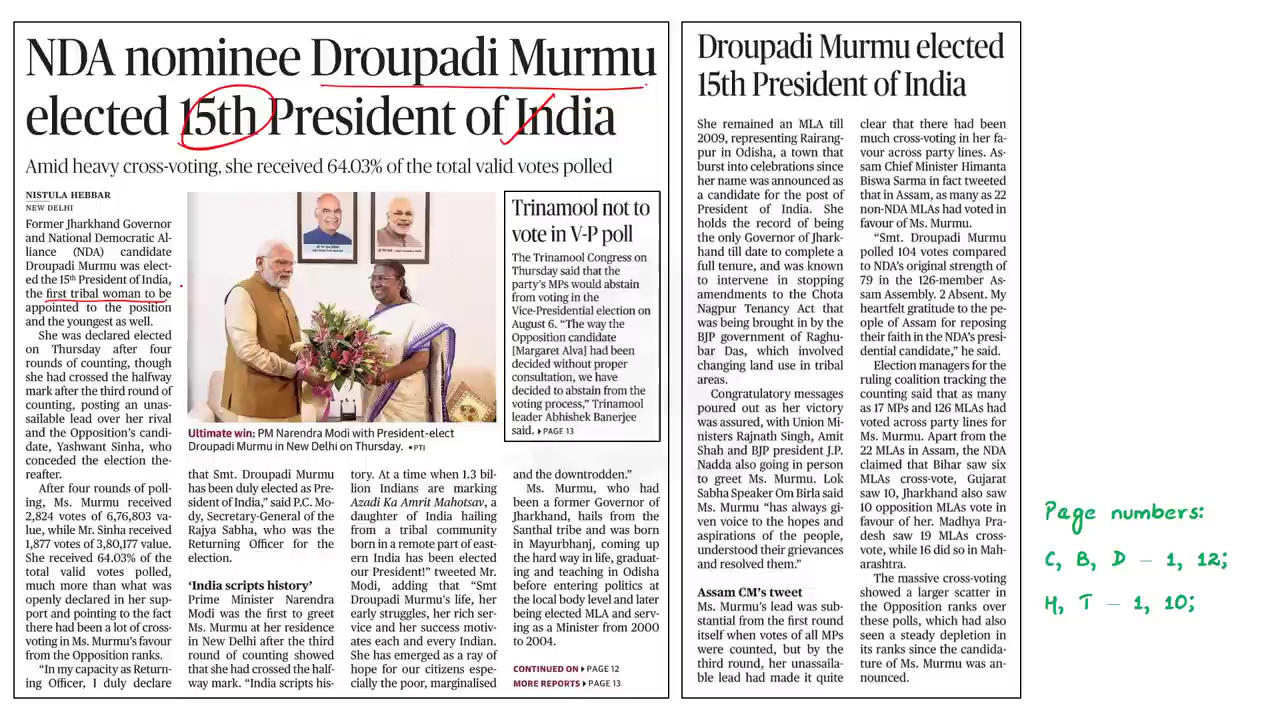 NDA nominee Droupadi Murmu
elected 15th President of India
Amid heavy cross-voting, she received 64.03% of the total valid votes polled
NISTULA HEBBAR
NEW DELHI
Former Jharkhand Governor
and National Democratic Al-
liance (NDA) candidate
Droupadi Murmu was elect-
ed the 15th President of India,
the first tribal woman to be
appointed to the position
and the youngest as well.
She was declared elected
on Thursday after four
rounds of counting, though
she had crossed the halfway
mark after the third round of
counting, posting an unas-
sailable lead over her rival
and the Opposition's candi-
date, Yashwant Sinha, who
conceded the election the-
reafter.
After four rounds of poll-
ing, Ms. Murmu received
2,824 votes of 6,76,803 va-
lue, while Mr. Sinha received
1,877 votes of 3,80,177 value.
She received 64.03% of the
total valid votes polled,
much more than what was
openly declared in her sup-
port and pointing to the fact
there had been a lot of cross-
voting in Ms. Murmu's favour
from the Opposition ranks.
"In my capacity as Return-
ing Officer, I duly declare
Ultimate win: PM Narendra Modi with President-elect
Droupadi Murmu in New Delhi on Thursday. •PTI
that Smt. Droupadi Murmu
has been duly elected as Pre-
sident of India," said P.C. Mo-
dy, Secretary-General of the
Rajya Sabha, who was the
Returning Officer for the
election.
'India scripts history'
Prime Minister Narendra
Modi was the first to greet
Ms. Murmu at her residence
in New Delhi after the third
round of counting showed
that she had crossed the half-
way mark. "India scripts his-
tory. At a time when 1.3 bil-
lion Indians are marking
Azadi Ka Amrit Mahotsav, a
daughter of India hailing
from a tribal community
born in a remote part of east-
ern India has been elected
our President!" tweeted Mr.
Modi, adding that "Smt
Droupadi Murmu's life, her
early struggles, her rich ser-
vice and her success motiv-
ates each and every Indian.
She has emerged as a ray of
hope for our citizens espe-
cially the poor, marginalised
Trinamool not to
vote in V-P poll
The Trinamool Congress on
Thursday said that the
party's MPs would abstain
from voting in the
Vice-Presidential election on
August 6. "The way the
Opposition candidate
[Margaret Alva] had been
decided without proper
consultation, we have
decided to abstain from the
voting process," Trinamool
leader Abhishek Banerjee
said. ▸ PAGE 13
and the downtrodden."
Ms. Murmu, who had
been a former Governor of
Jharkhand, hails from the
Santhal tribe and was born in
Mayurbhanj, coming up
the hard way in life, graduat-
ing and teaching in Odisha
before entering politics at
the local body level and later
being elected MLA and serv-
ing as a Minister from 2000
to 2004.
CONTINUED ON ▸ PAGE 12
MORE REPORTS ▸ PAGE 13
Droupadi Murmu elected
15th President of India
She remained an MLA till
2009, representing Rairang-
pur in Odisha, a town that
burst into celebrations since
her name was announced as
a candidate for the post of
President of India. She
holds the record of being
the only Governor of Jhark-
hand till date to complete a
full tenure, and was known
to intervene in stopping
amendments to the Chota
Nagpur Tenancy Act that
was being brought in by the
BJP government of Raghu-
bar Das, which involved
changing land use in tribal
areas.
Congratulatory messages
poured out as her victory
was assured, with Union Mi-
nisters Rajnath Singh, Amit
Shah and BJP president J.P.
Nadda also going in person
to greet Ms. Murmu. Lok
Sabha Speaker Om Birla said
Ms. Murmu "has always gi-
ven voice to the hopes and
aspirations of the people,
understood their grievances
and resolved them."
Assam CM's tweet
Ms. Murmu's lead was sub-
stantial from the first round
itself when votes of all MPs
were counted, but by the
third round, her unassaila-
ble lead had made it quite
clear that there had been
much cross-voting in her fa-
vour across party lines. As-
sam Chief Minister Himanta
Biswa Sarma in fact tweeted
that in Assam, as many as 22
non-NDA MLAs had voted in
favour of Ms. Murmu.
"Smt. Droupadi Murmu
polled 104 votes compared
to NDA's original strength of
79 in the 126-member As-
sam Assembly. 2 Absent. My
heartfelt gratitude to the peo-
ple of Assam for reposing
their faith in the NDA's presi-
dential candidate," he said.
Election managers for the
ruling coalition tracking the
counting said that as many
as 17 MPs and 126 MLAs had
voted across party lines for
Ms. Murmu. Apart from the
22 MLAs in Assam, the NDA
claimed that Bihar saw six
MLAs cross-vote, Gujarat
saw 10, Jharkhand also saw
10 opposition MLAs vote in
favour of her. Madhya Pra-
desh saw 19 MLAs cross-
vote, while 16 did so in Mah-
arashtra.
The massive cross-voting
showed a larger scatter in
the Opposition ranks over
these polls, which had also
seen a steady depletion in
its ranks since the candida-
ture of Ms. Murmu was an-
nounced.
Page numbers:
C, B, D - 1, 12;
H, T - 1, 10;